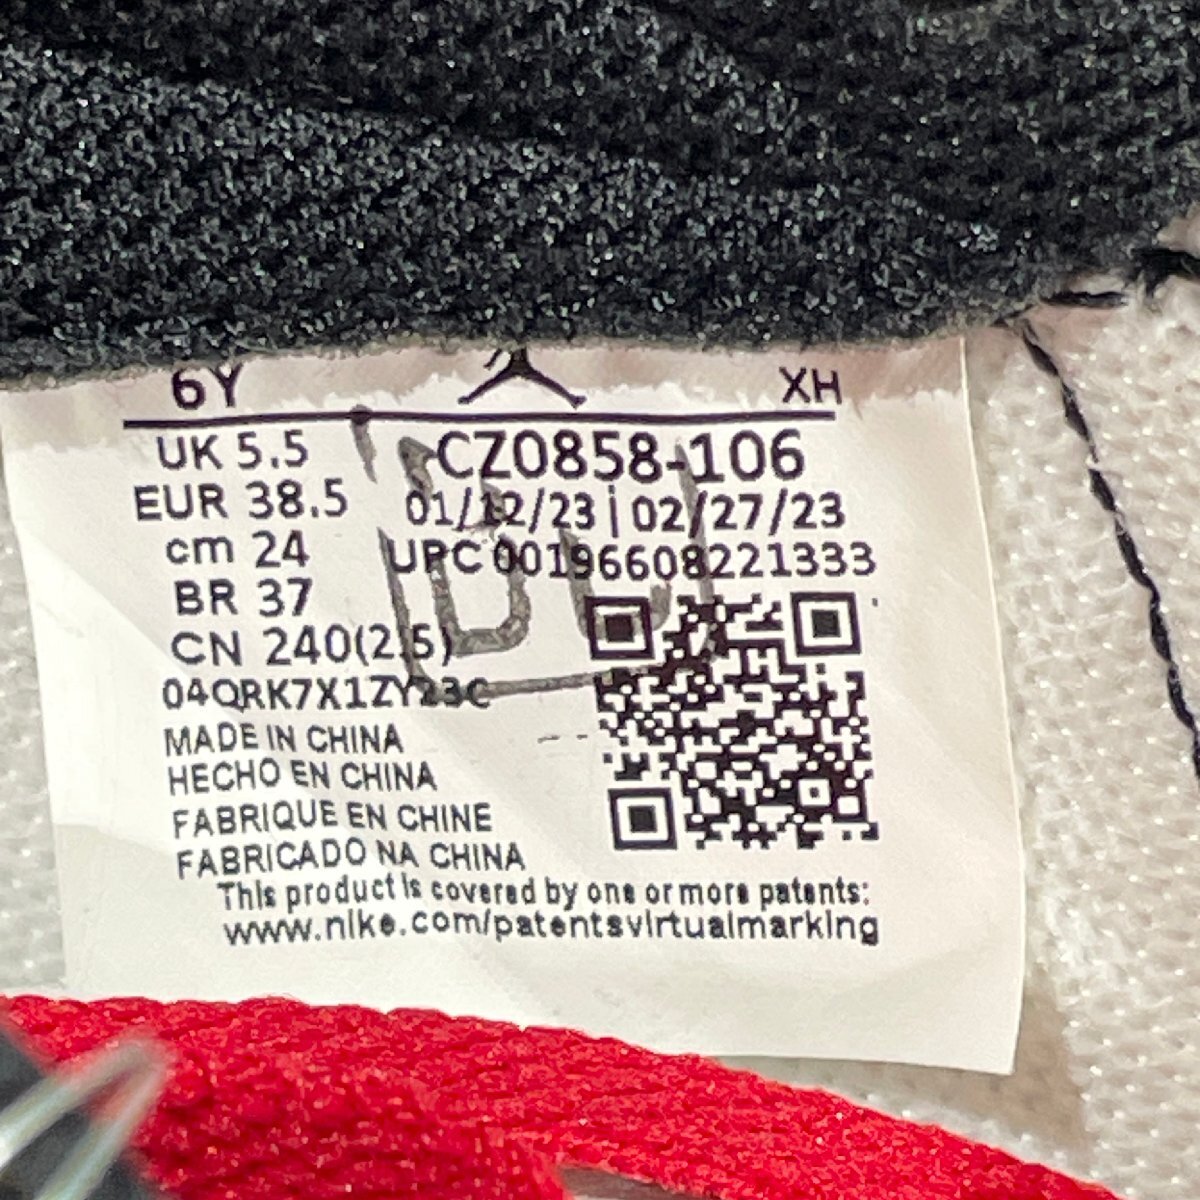 6Y XH
UK 5.5 CZ0858-106
EUR 38.5 01/12/23 | 02/27/23
cm 24 UPC 00196608221333
BR 37
CN 240(2.5)
04QRK7X1ZY23C
MADE IN CHINA
HECHO EN CHINA
FABRIQUE EN CHINE
FABRICADO NA CHINA
This product is covered by one or more patents:
www.nike.com/patentsvirtualmarking